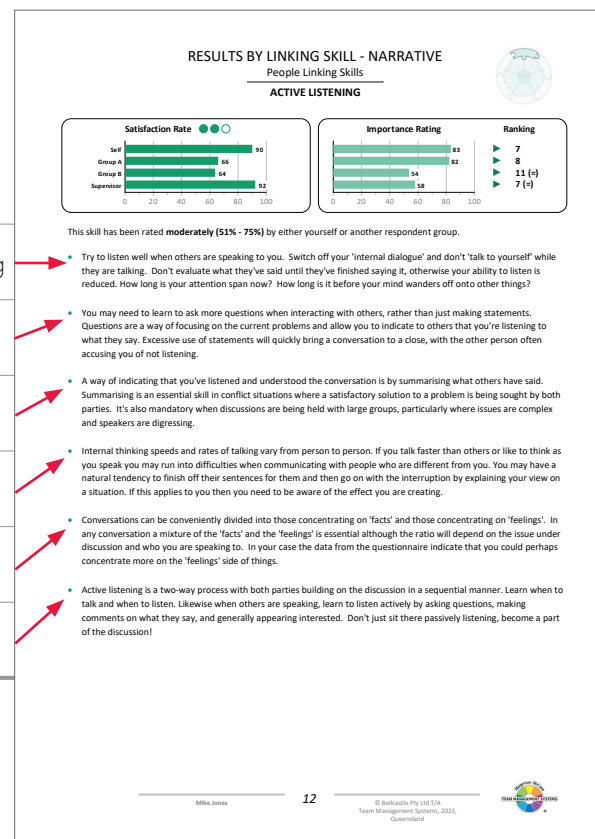 RESULTS BY LINKING SKILL - NARRATIVE
People Linking Skills
ACTIVE LISTENING
Satisfaction Rate
Self 90
Group A 66
Group B 64
Supervisor 92
0 20 40 60 80 100
Importance Rating
83
82
54
58
0 20 40 60 80 100
Ranking
7
8
11 (=)
7 (=)
This skill has been rated moderately (51% - 75%) by either yourself or another respondent group.
g
• Try to listen well when others are speaking to you. Switch off your 'internal dialogue' and don't 'talk to yourself' while
they are talking. Don't evaluate what they've said until they've finished saying it, otherwise your ability to listen is
reduced. How long is your attention span now? How long is it before your mind wanders off onto other things?
• You may need to learn to ask more questions when interacting with others, rather than just making statements.
Questions are a way of focusing on the current problems and allow you to indicate to others that you're listening to
what they say. Excessive use of statements will quickly bring a conversation to a close, with the other person often
accusing you of not listening.
• A way of indicating that you've listened and understood the conversation is by summarising what others have said.
Summarising is an essential skill in conflict situations where a satisfactory solution to a problem is being sought by both
parties. It's also mandatory when discussions are being held with large groups, particularly where issues are complex
and speakers are digressing.
• Internal thinking speeds and rates of talking vary from person to person. If you talk faster than others or like to think as
you speak you may run into difficulties when communicating with people who are different from you. You may have a
natural tendency to finish off their sentences for them and then go on with the interruption by explaining your view on
a situation. If this applies to you then you need to be aware of the effect you are creating.
• Conversations can be conveniently divided into those concentrating on 'facts' and those concentrating on 'feelings'. In
any conversation a mixture of the 'facts' and the 'feelings' is essential although the ratio will depend on the issue under
discussion and who you are speaking to. In your case the data from the questionnaire indicate that you could perhaps
concentrate more on the 'feelings' side of things.
• Active listening is a two-way process with both parties building on the discussion in a sequential manner. Learn when to
talk and when to listen. Likewise when others are speaking, learn to listen actively by asking questions, making
comments on what they say, and generally appearing interested. Don't just sit there passively listening, become a part
of the discussion!
Mike Jones
12
© Bellcastle Pty Ltd T/A
Team Management Systems, 2023,
Queensland
Margerison-McCann
TEAM MANAGEMENT SYSTEMS